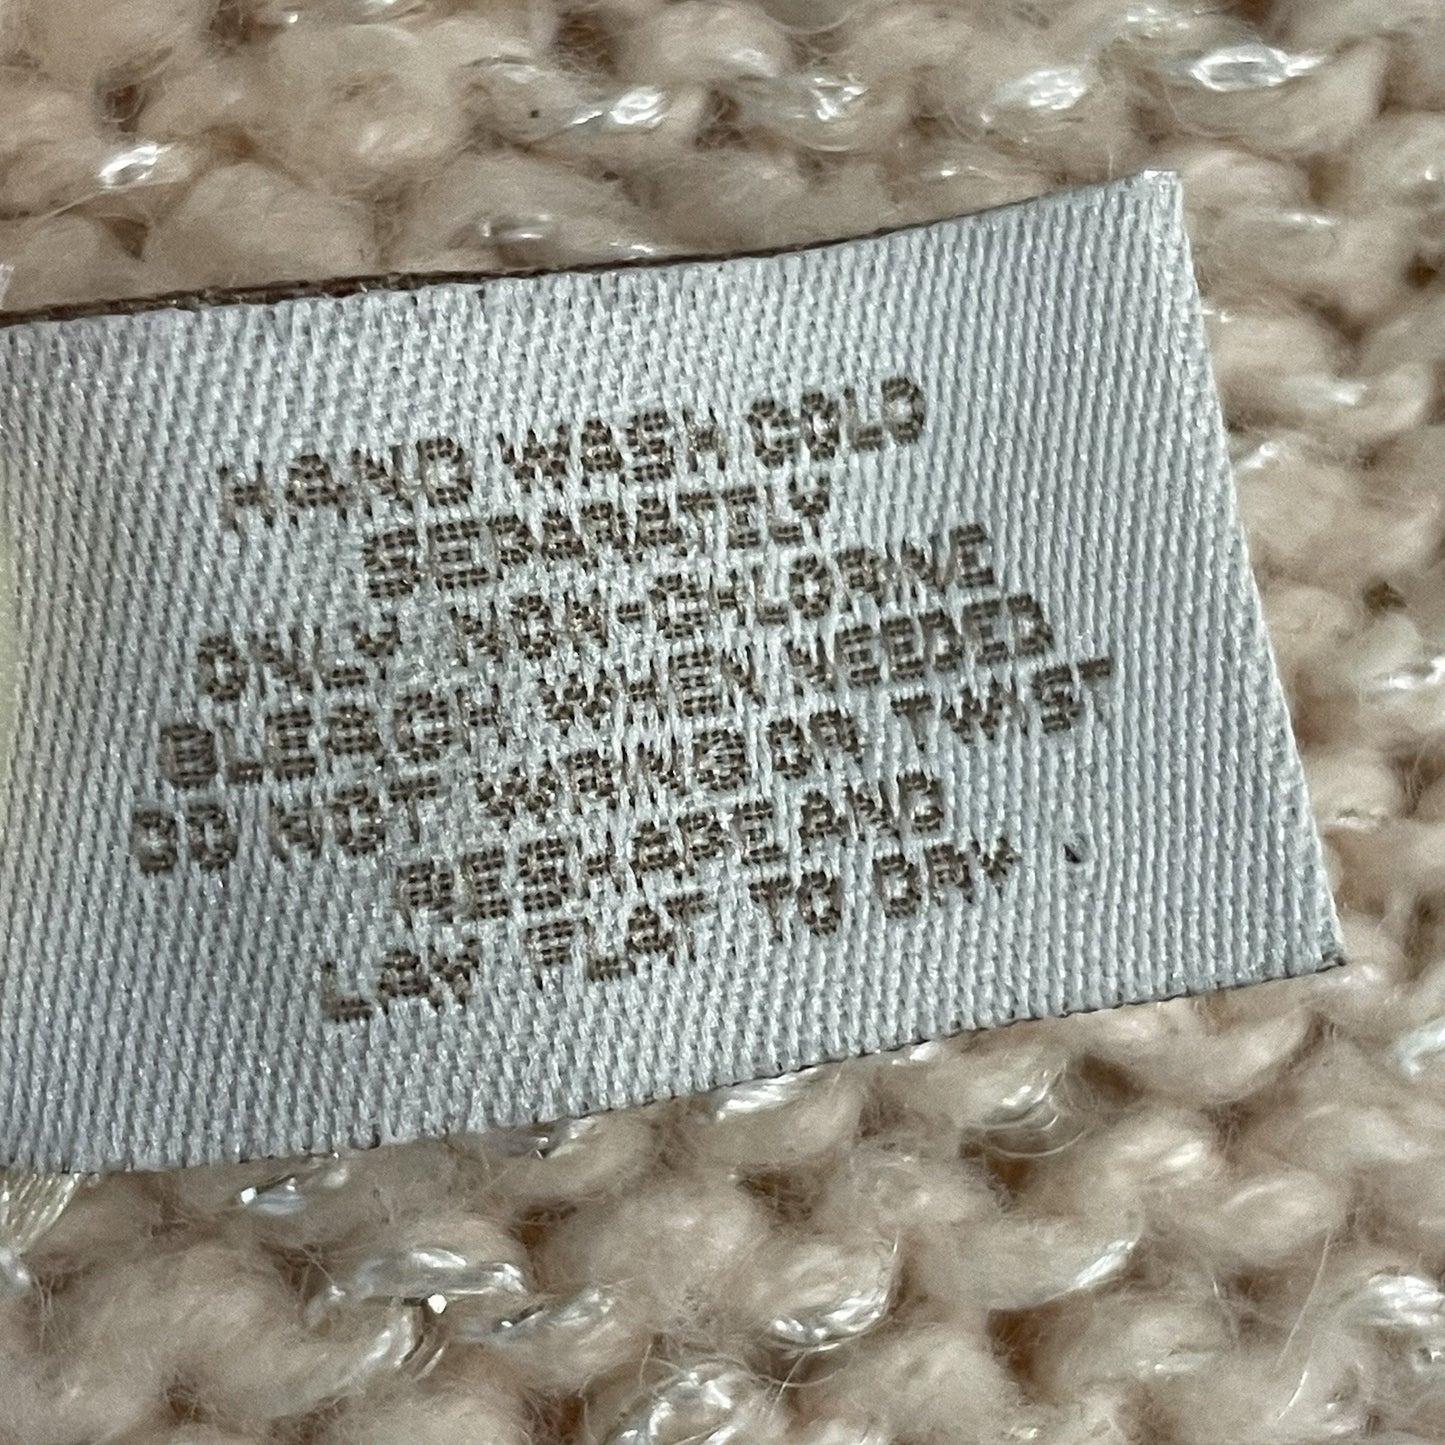 HAND WASH COLD
SEPARATELY
ONLY NON-CHLORINE
BLEACH WHEN NEEDED
DO NOT WRING OR TWIST
RESHAPE AND
LAY FLAT TO DRY